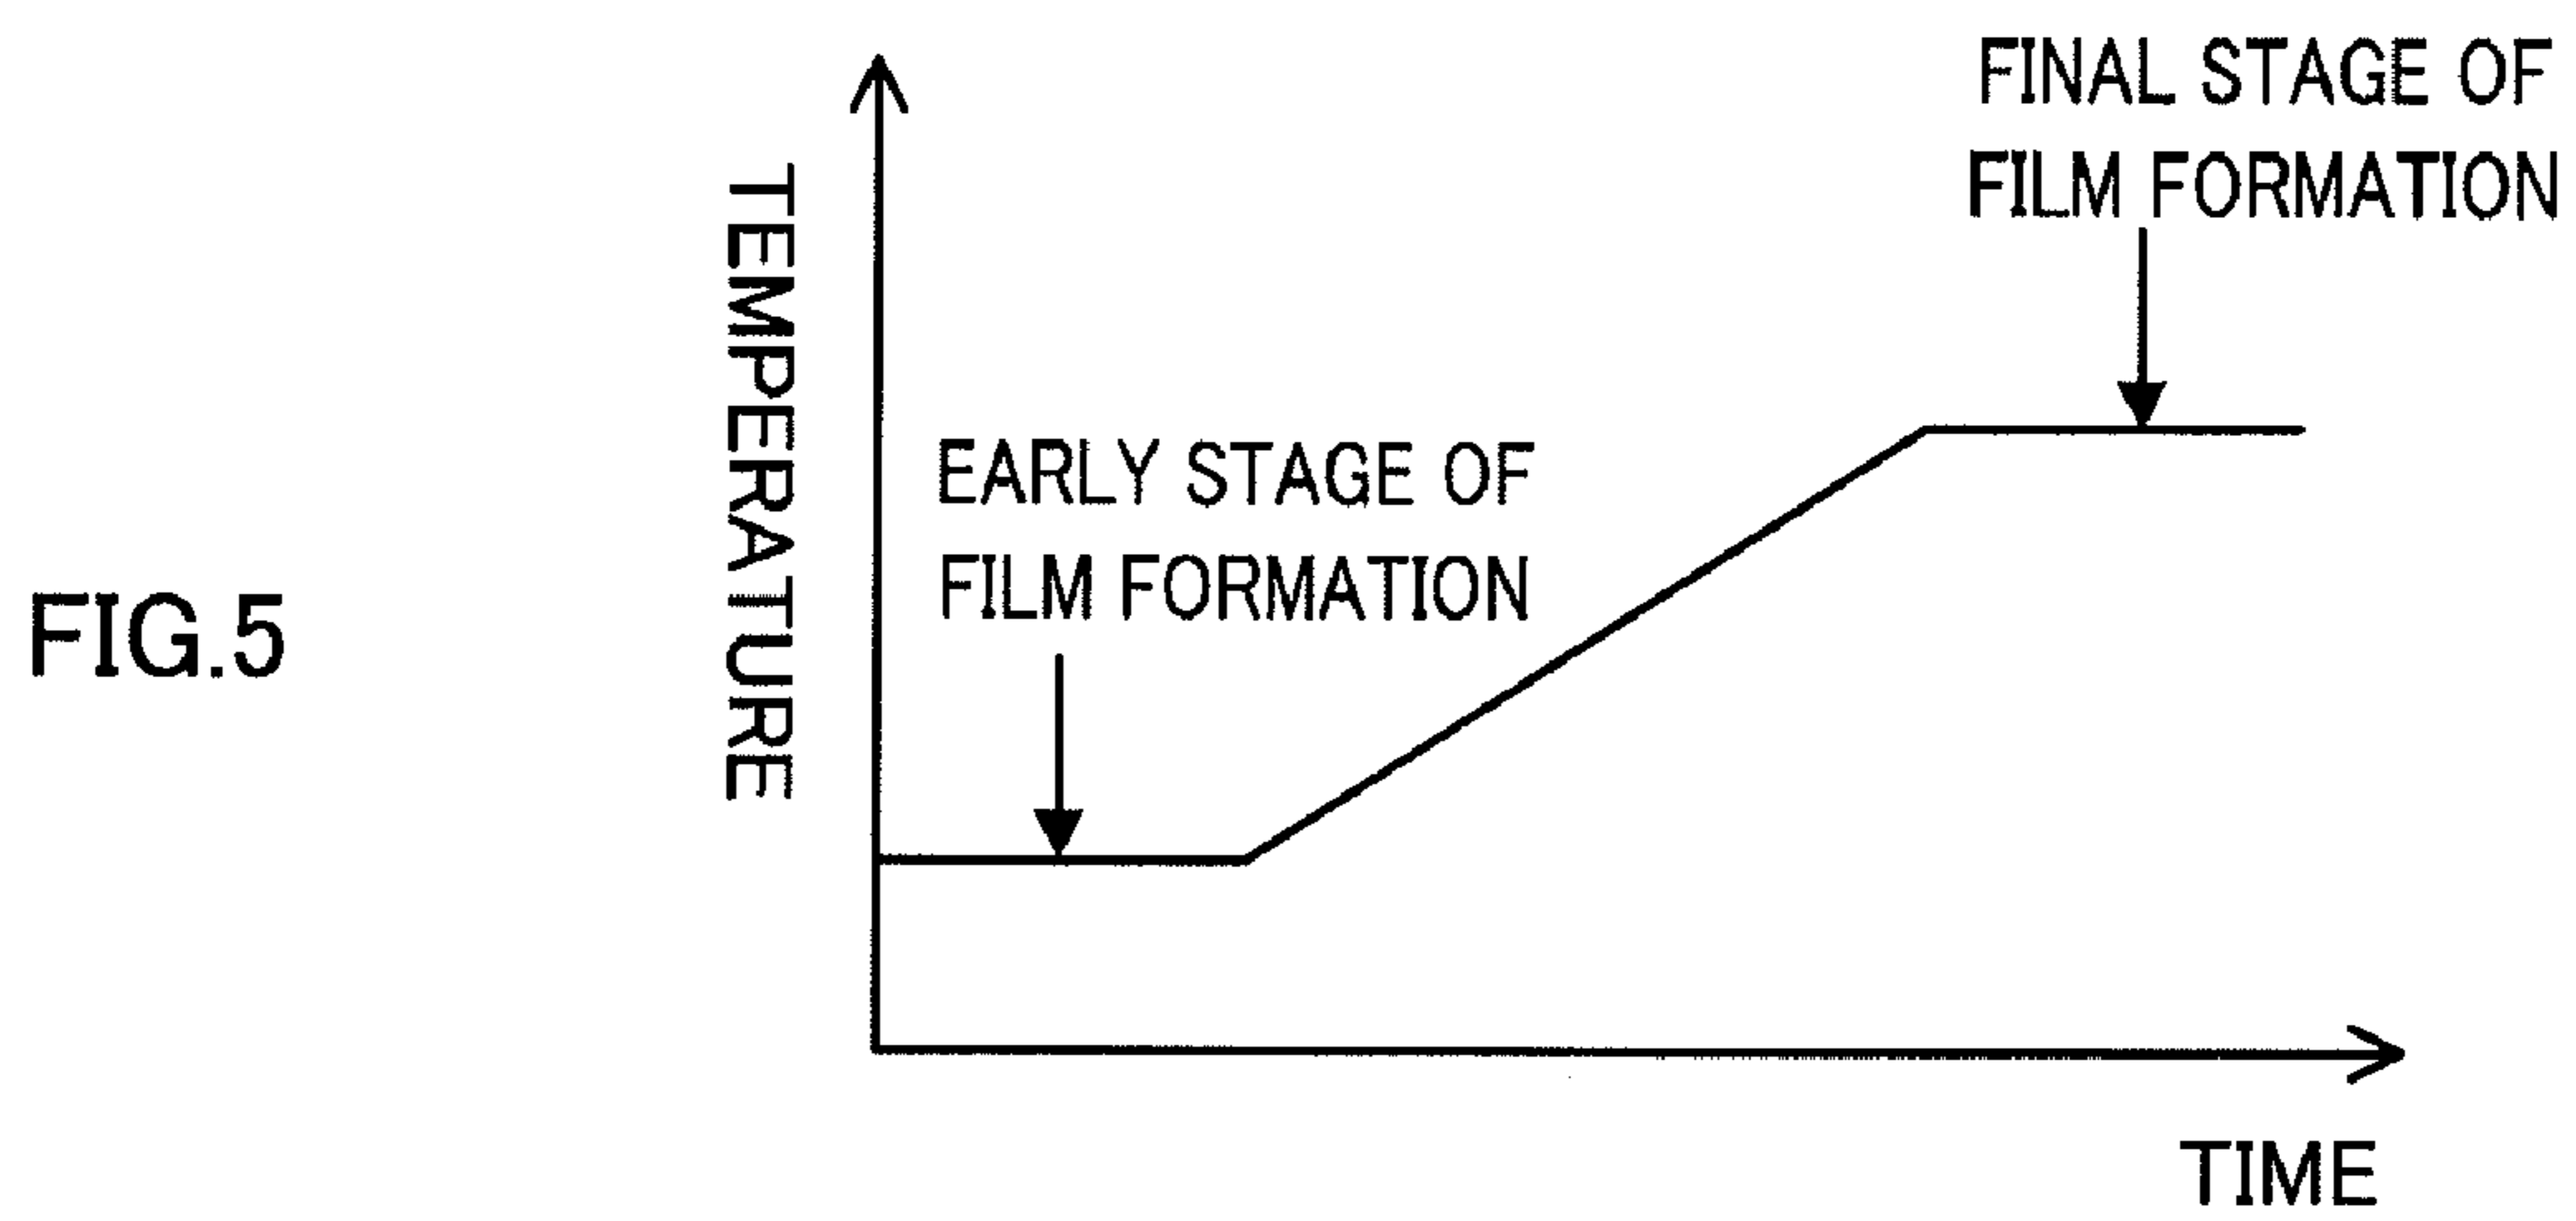 FIG.5
TEMPERATURE
EARLY STAGE OF
FILM FORMATION
FINAL STAGE OF
FILM FORMATION
TIME